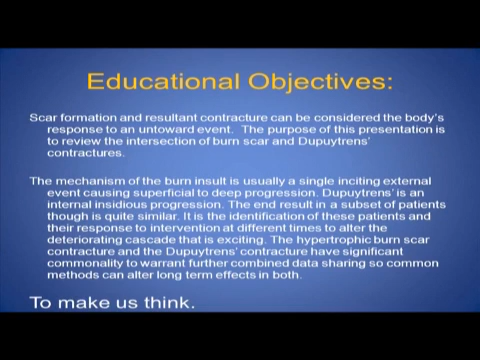 Educational Objectives:
Scar formation and resultant contracture can be considered the body's
response to an untoward event.  The purpose of this presentation is
to review the intersection of burn scar and Dupuytrens'
contractures.
The mechanism of the burn insult is usually a single inciting external
event causing superficial to deep progression. Dupuytrens' is an
internal insidious progression. The end result in a subset of patients
though is quite similar. It is the identification of these patients and
their response to intervention at different times to alter the
deteriorating cascade that is exciting. The hypertrophic burn scar
contracture and the Dupuytrens' contracture have significant
commonality to warrant further combined data sharing so common
methods can alter long term effects in both.
To make us think.